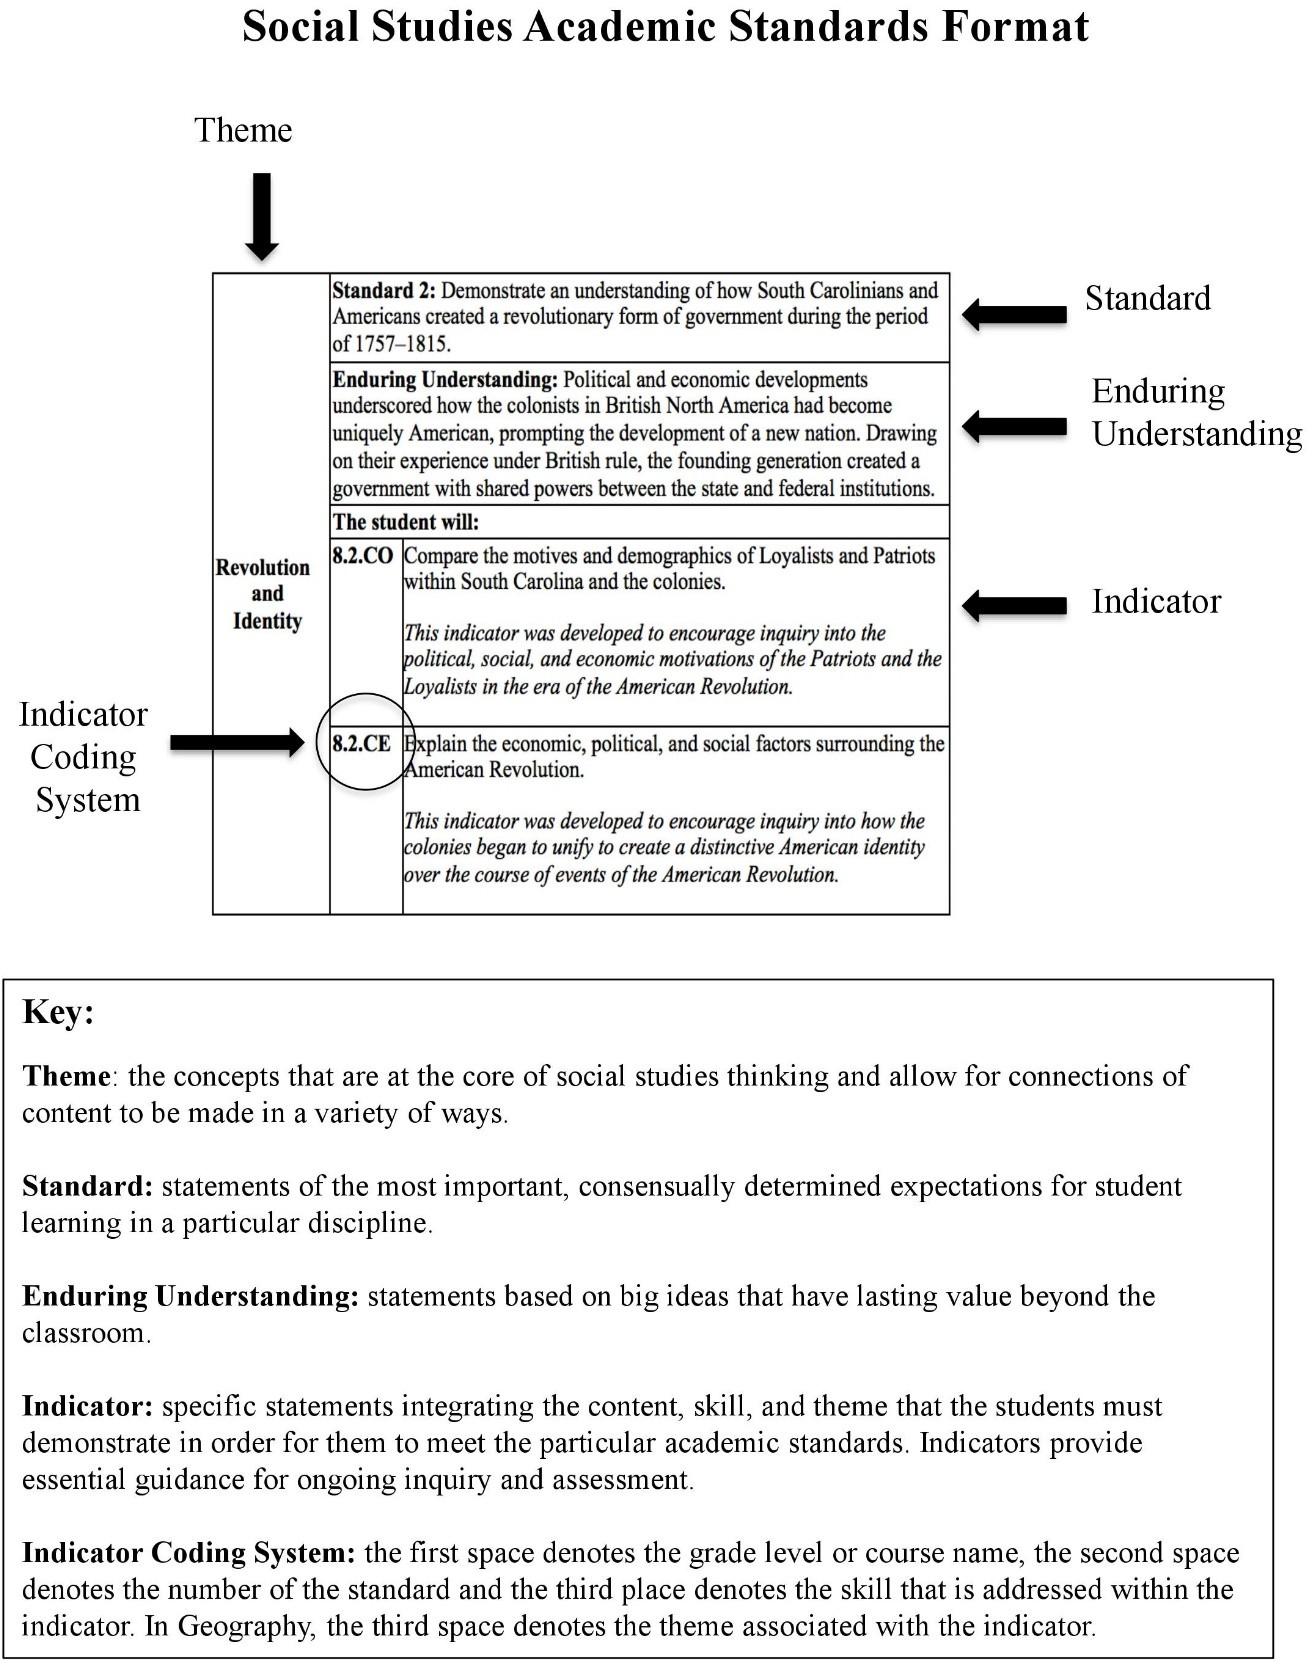 Social Studies Academic Standards Format
Theme
Standard 2: Demonstrate an understanding of how South Carolinians and
Americans created a revolutionary form of government during the period
of 1757–1815.
Standard
Enduring Understanding: Political and economic developments
underscored how the colonists in British North America had become
uniquely American, prompting the development of a new nation. Drawing
on their experience under British rule, the founding generation created a
government with shared powers between the state and federal institutions.
Enduring
Understanding
The student will:
Revolution
and
Identity
8.2.CO
Compare the motives and demographics of Loyalists and Patriots
within South Carolina and the colonies.
This indicator was developed to encourage inquiry into the
political, social, and economic motivations of the Patriots and the
Loyalists in the era of the American Revolution.
Indicator
Indicator
Coding
System
8.2.CE
Explain the economic, political, and social factors surrounding the
American Revolution.
This indicator was developed to encourage inquiry into how the
colonies began to unify to create a distinctive American identity
over the course of events of the American Revolution.
Key:
Theme: the concepts that are at the core of social studies thinking and allow for connections of
content to be made in a variety of ways.
Standard: statements of the most important, consensually determined expectations for student
learning in a particular discipline.
Enduring Understanding: statements based on big ideas that have lasting value beyond the
classroom.
Indicator: specific statements integrating the content, skill, and theme that the students must
demonstrate in order for them to meet the particular academic standards. Indicators provide
essential guidance for ongoing inquiry and assessment.
Indicator Coding System: the first space denotes the grade level or course name, the second space
denotes the number of the standard and the third place denotes the skill that is addressed within the
indicator. In Geography, the third space denotes the theme associated with the indicator.